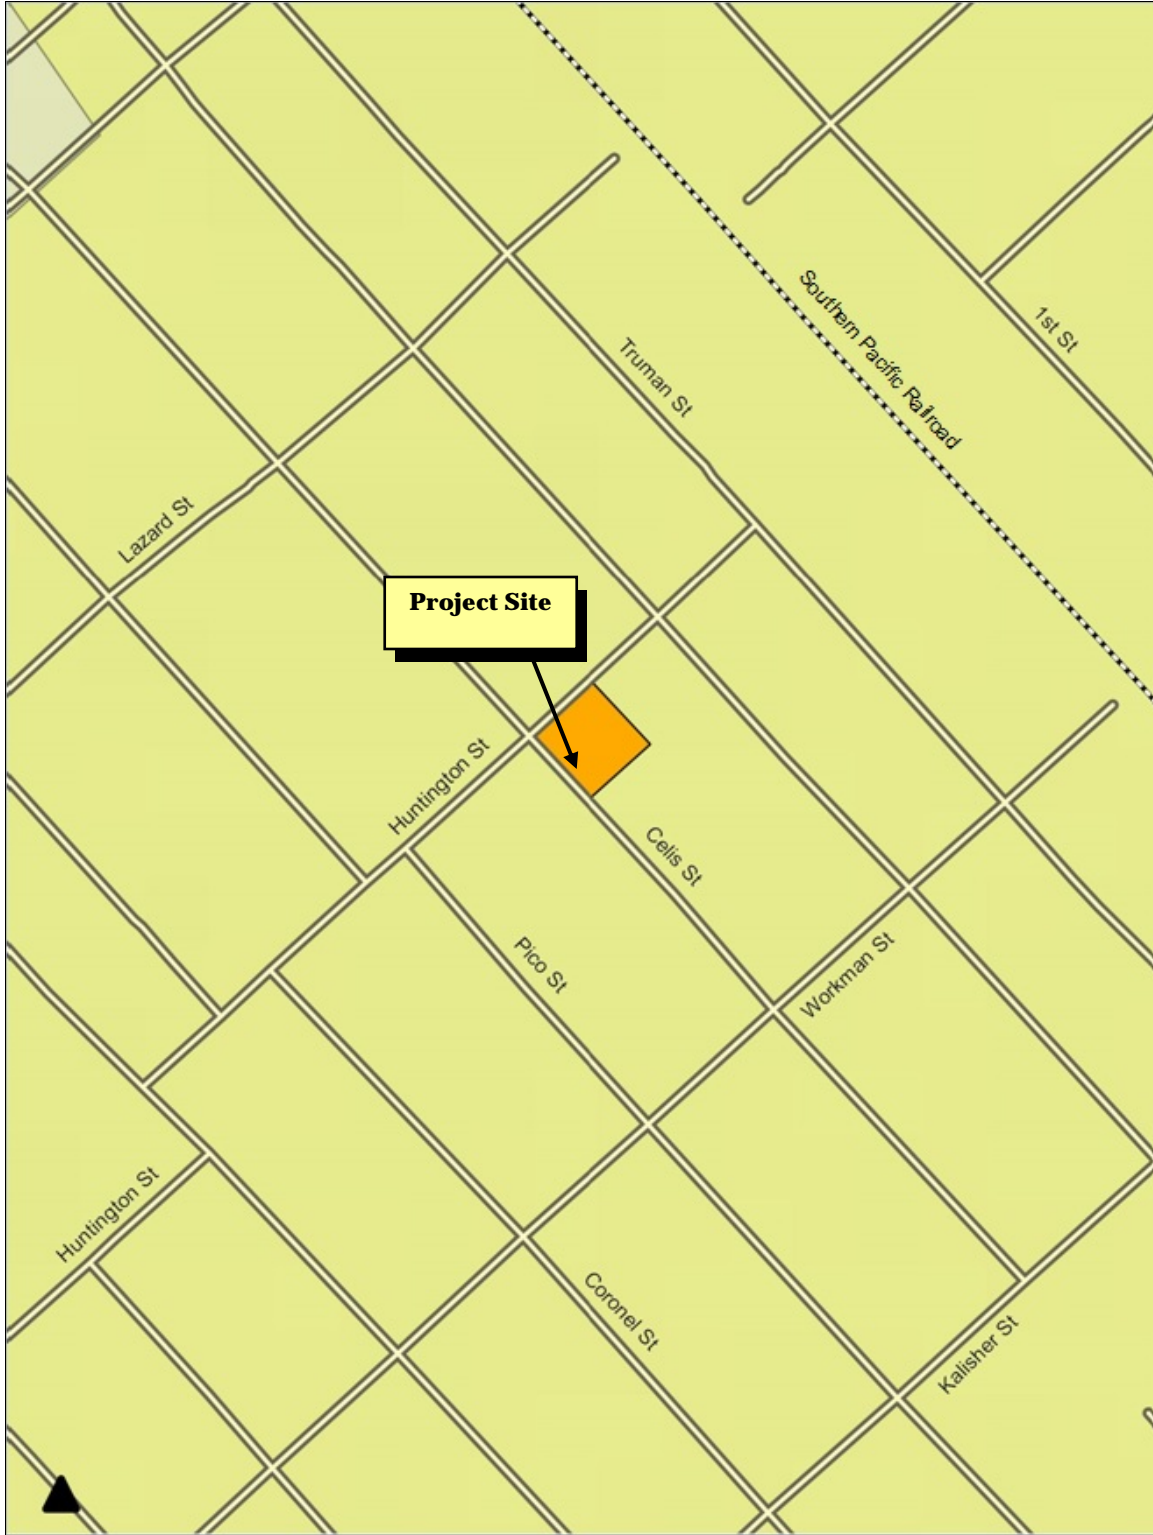 Southern Pacific Railroad
1st St
Truman St
Lazard St
Project Site
Huntington St
Celis St
Pico St
Workman St
Huntington St
Coronel St
Kalisher St